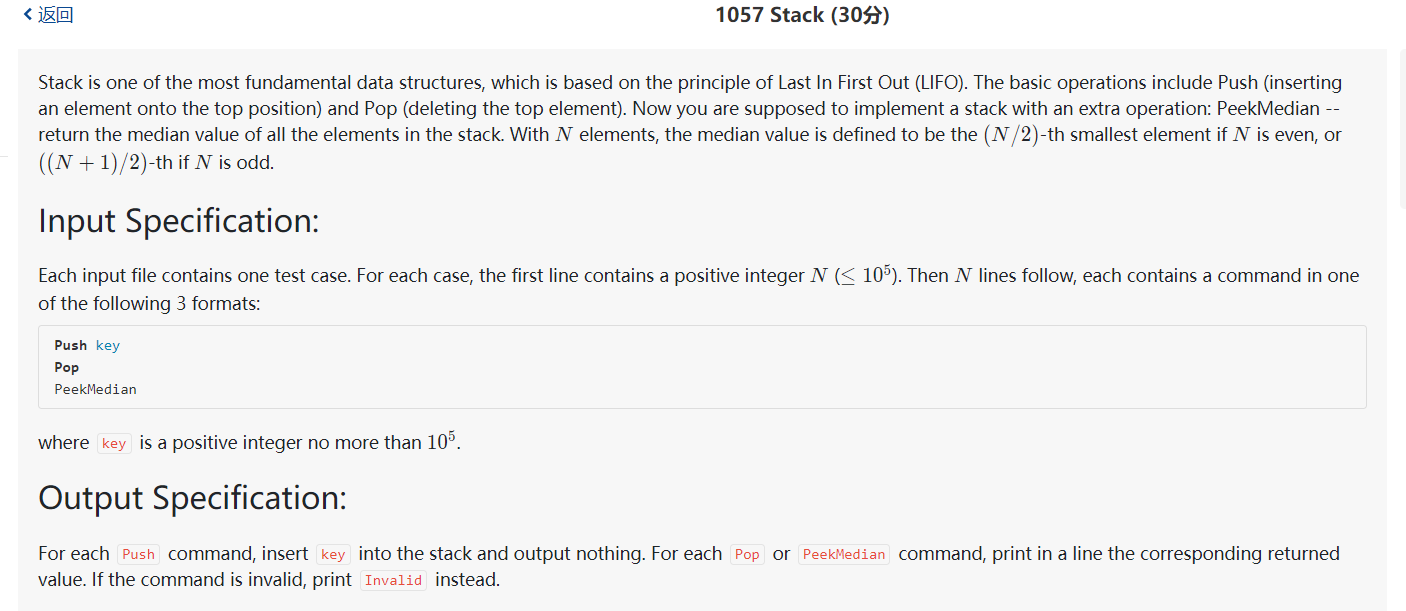 返回
1057 Stack (30分)
Stack is one of the most fundamental data structures, which is based on the principle of Last In First Out (LIFO). The basic operations include Push (inserting
an element onto the top position) and Pop (deleting the top element). Now you are supposed to implement a stack with an extra operation: PeekMedian --
return the median value of all the elements in the stack. With N elements, the median value is defined to be the (N/2)-th smallest element if N is even, or
((N + 1)/2)-th if N is odd.
Input Specification:
Each input file contains one test case. For each case, the first line contains a positive integer N (≤ 10⁵). Then N lines follow, each contains a command in one
of the following 3 formats:
Push key
Pop
PeekMedian
where key is a positive integer no more than 10⁵.
Output Specification:
For each Push command, insert key into the stack and output nothing. For each Pop or PeekMedian command, print in a line the corresponding returned
value. If the command is invalid, print Invalid instead.